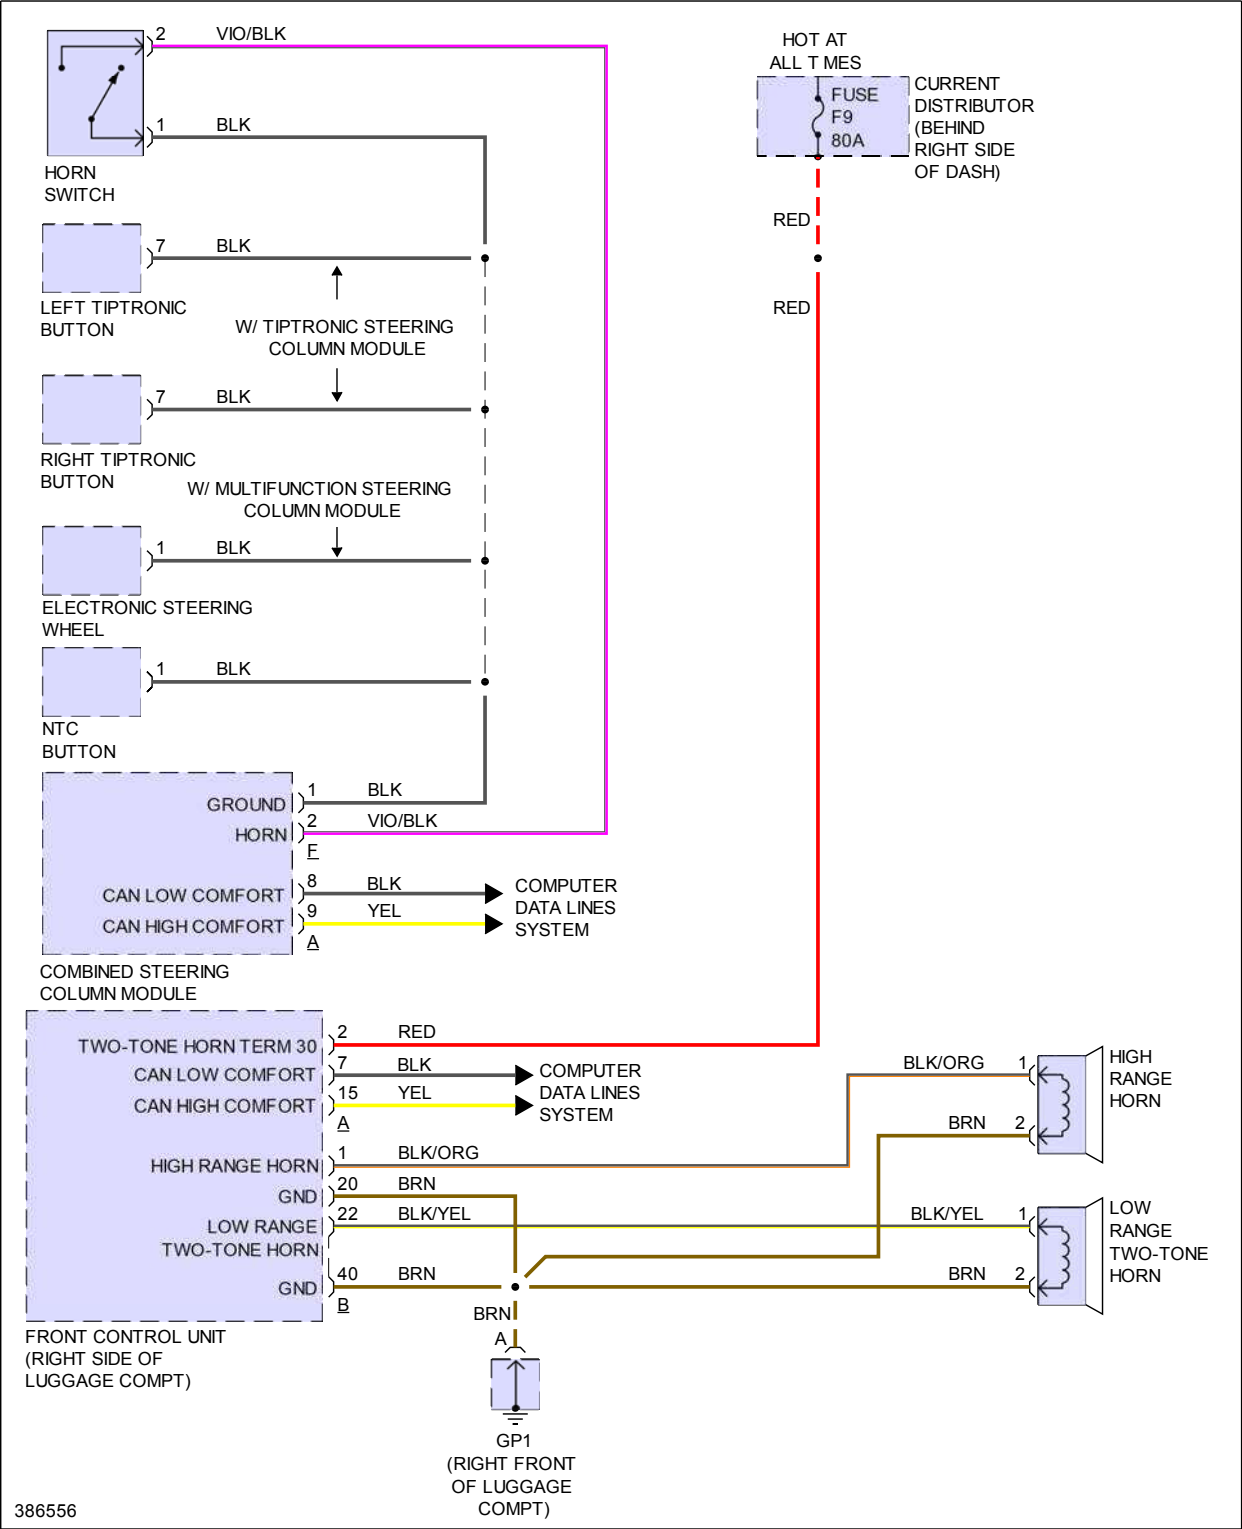 2 VIO/BLK
1 BLK
HORN
SWITCH
7 BLK
LEFT TIPTRONIC
BUTTON
W/ TIPTRONIC STEERING
COLUMN MODULE
7 BLK
RIGHT TIPTRONIC
BUTTON
W/ MULTIFUNCTION STEERING
COLUMN MODULE
1 BLK
ELECTRONIC STEERING
WHEEL
1 BLK
NTC
BUTTON
HOT AT
ALL T MES
FUSE
F9
80A
CURRENT
DISTRIBUTOR
(BEHIND
RIGHT SIDE
OF DASH)
RED
RED
GROUND 1 BLK
HORN 2 VIO/BLK
F
CAN LOW COMFORT 8 BLK
CAN HIGH COMFORT 9 YEL
A
COMPUTER
DATA LINES
SYSTEM
COMBINED STEERING
COLUMN MODULE
TWO-TONE HORN TERM 30 2 RED
CAN LOW COMFORT 7 BLK
CAN HIGH COMFORT 15 YEL
A
COMPUTER
DATA LINES
SYSTEM
HIGH RANGE HORN 1 BLK/ORG
GND 20 BRN
LOW RANGE 22 BLK/YEL
TWO-TONE HORN
GND 40 BRN
B
FRONT CONTROL UNIT
(RIGHT SIDE OF
LUGGAGE COMPT)
BLK/ORG 1
BRN 2
HIGH
RANGE
HORN
BLK/YEL 1
BRN 2
LOW
RANGE
TWO-TONE
HORN
BRN
A
GP1
(RIGHT FRONT
OF LUGGAGE
COMPT)
386556